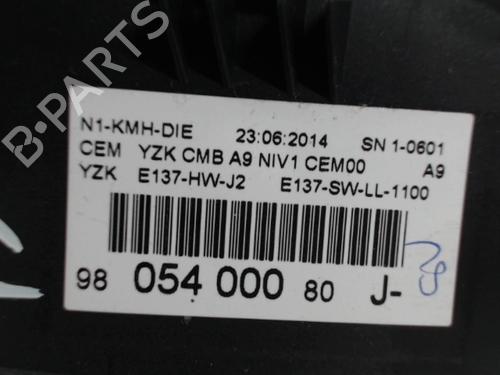 B-PARTS
N1-KMH-DIE 23:06:2014 SN 1-0601
CEM YZK CMB A9 NIV1 CEM00 A9
YZK E137-HW-J2 E137-SW-LL-1100
98 054 000 80 J-